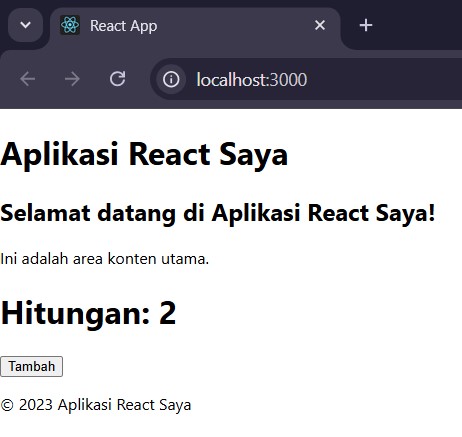 React App
localhost:3000
Aplikasi React Saya
Selamat datang di Aplikasi React Saya!
Ini adalah area konten utama.
Hitungan: 2
Tambah
© 2023 Aplikasi React Saya